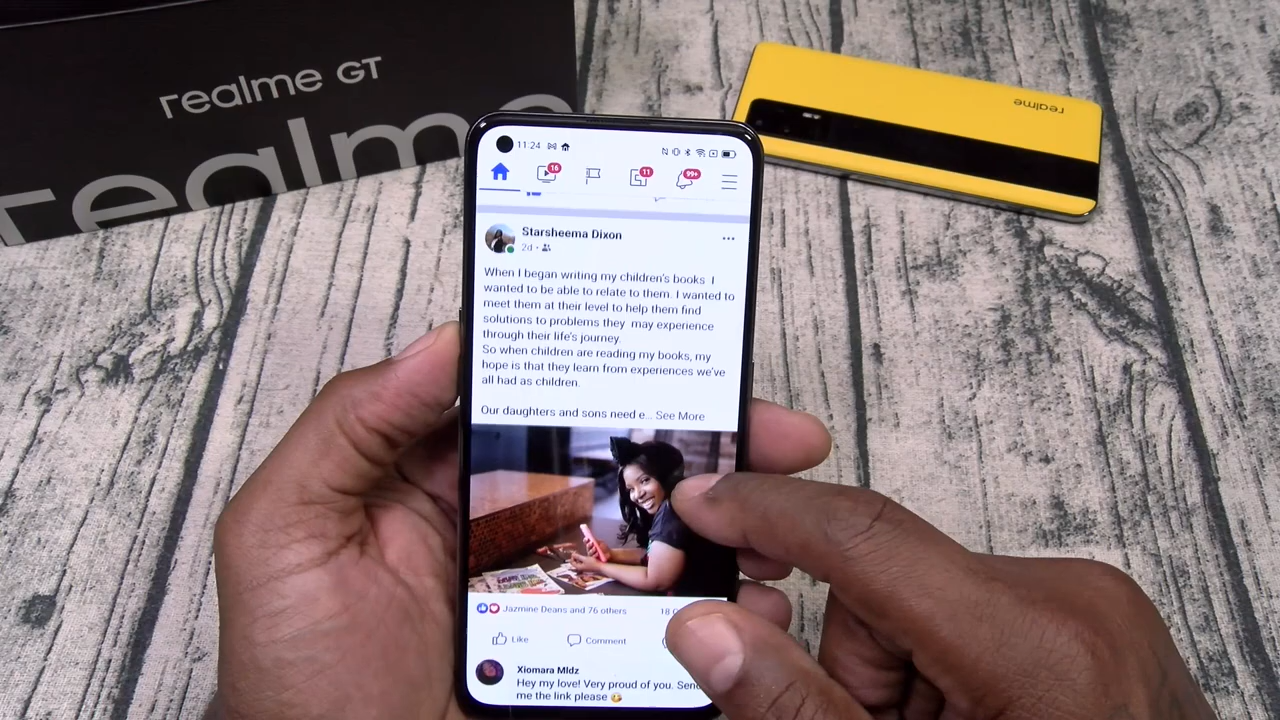 realme GT
realme
realme
11:24
16
11
99+
Starsheema Dixon
2d
When I began writing my children's books I
wanted to be able to relate to them. I wanted to
meet them at their level to help them find
solutions to problems they may experience
through their life's journey.
So when children are reading my books, my
hope is that they learn from experiences we've
all had as children.
Our daughters and sons need e... See More
Jazmine Deans and 76 others
18
Like
Comment
Xiomara Mldz
Hey my love! Very proud of you. Send
me the link please